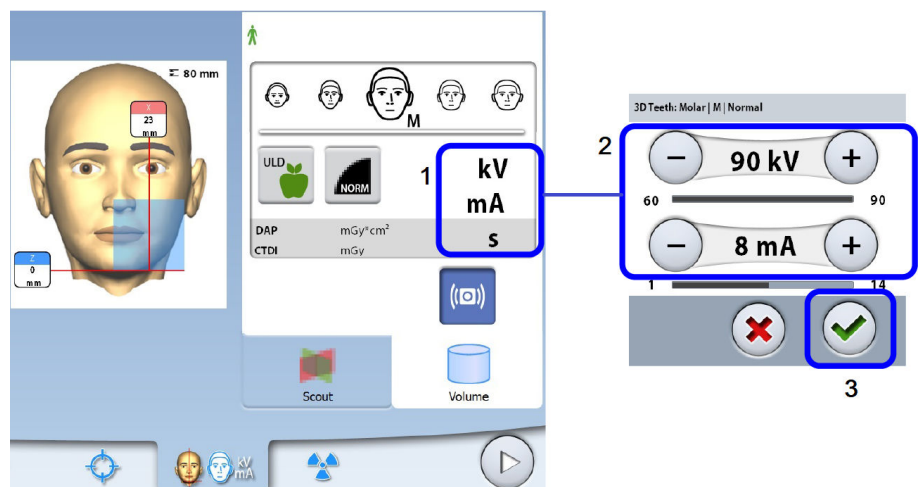 80 mm
X
23
mm
Z
0
mm
M
ULD
NORM
1
kV
mA
s
DAP mGy*cm²
CTDI mGy
Scout
Volume
kV
mA
3D Teeth: Molar | M | Normal
2
90 kV
60 90
8 mA
1 14
3